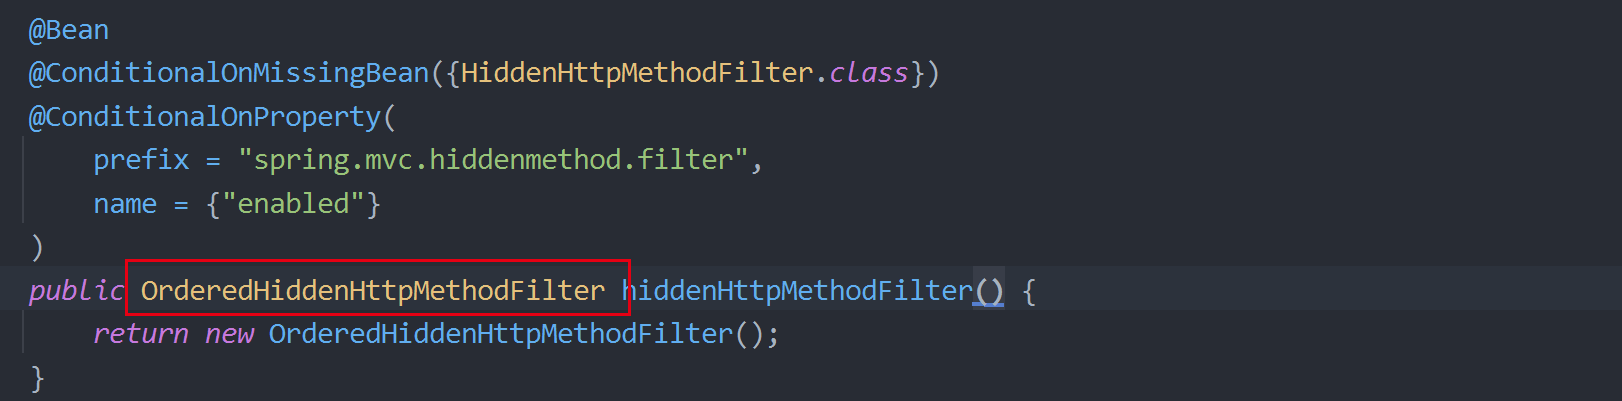 @Bean
@ConditionalOnMissingBean({HiddenHttpMethodFilter.class})
@ConditionalOnProperty(
    prefix = "spring.mvc.hiddenmethod.filter",
    name = {"enabled"}
)
public OrderedHiddenHttpMethodFilter hiddenHttpMethodFilter() {
    return new OrderedHiddenHttpMethodFilter();
}